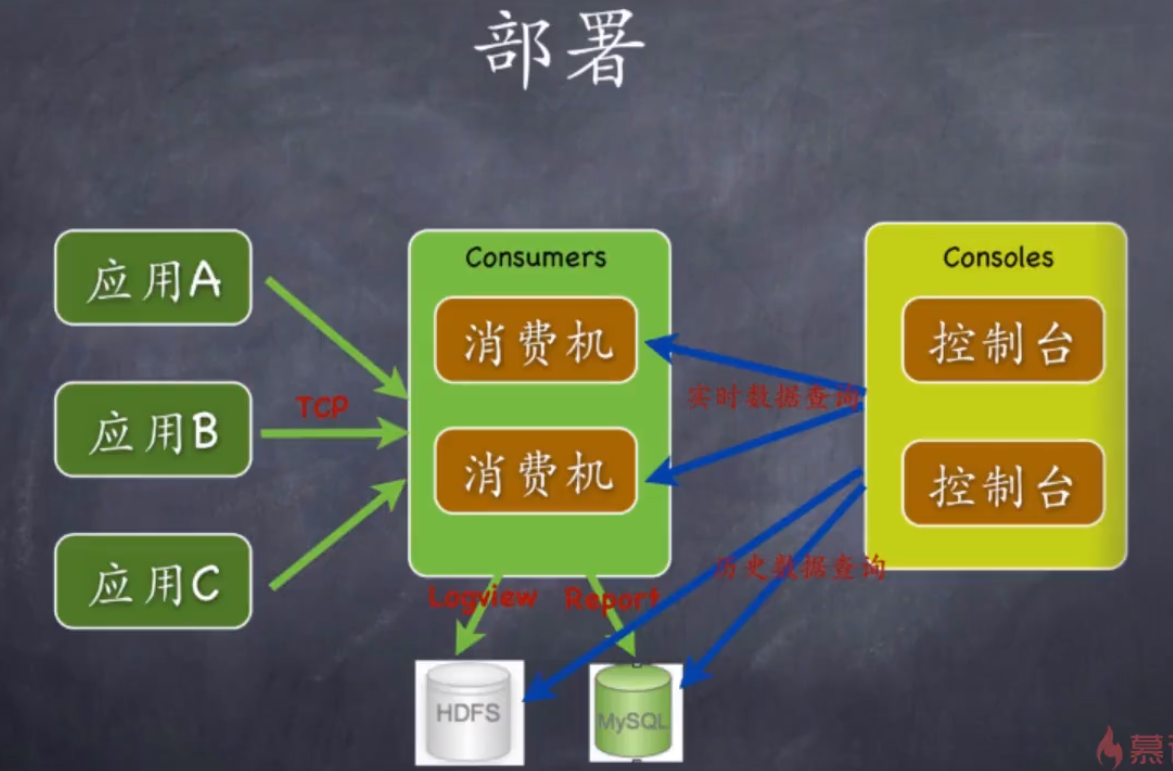 部署
应用A
应用B
应用C
TCP
Consumers
消费机
消费机
实时数据查询
Consoles
控制台
控制台
历史数据查询
Logview
Report
HDFS
MySQL
慕